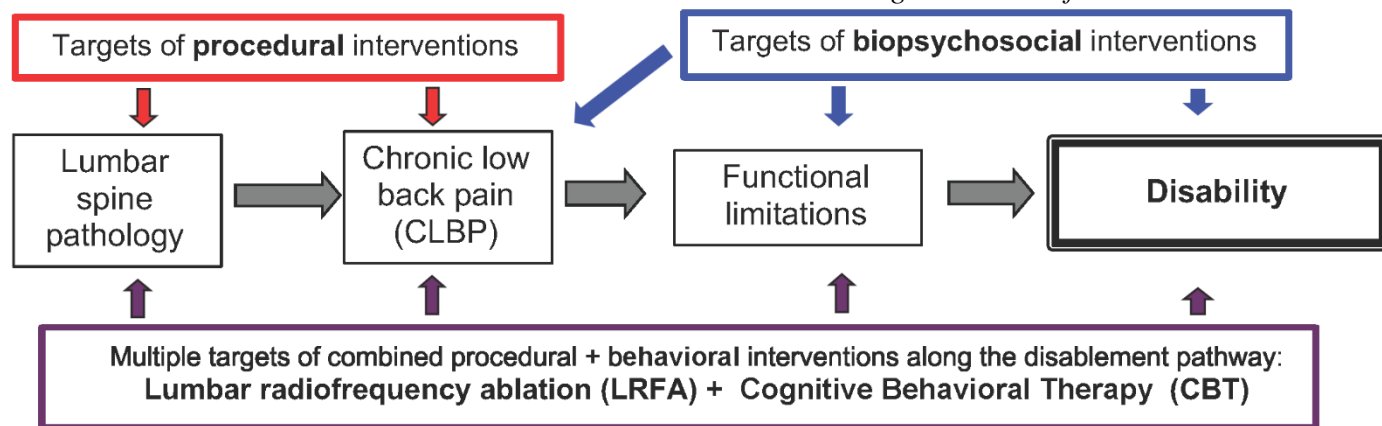 Targets of procedural interventions
Targets of biopsychosocial interventions
Lumbar
spine
pathology
Chronic low
back pain
(CLBP)
Functional
limitations
Disability
Multiple targets of combined procedural + behavioral interventions along the disablement pathway:
Lumbar radiofrequency ablation (LRFA) + Cognitive Behavioral Therapy (CBT)